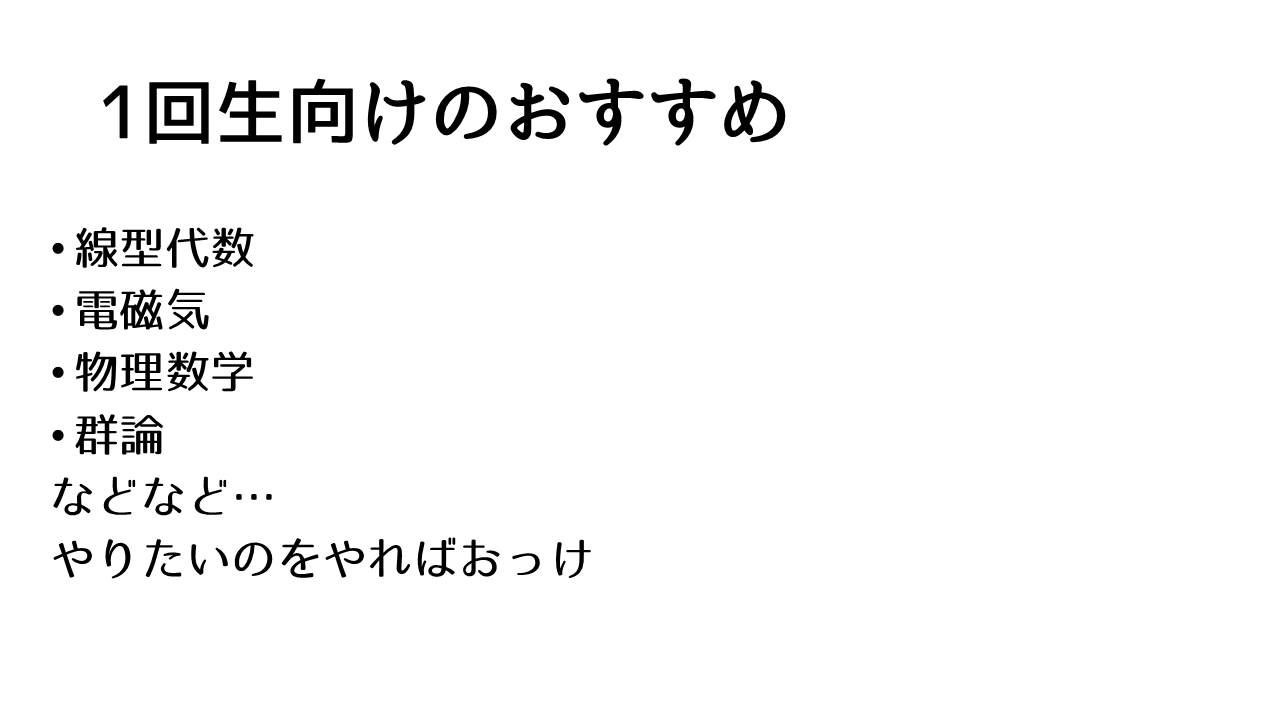 1回生向けのおすすめ
• 線型代数
• 電磁気
• 物理数学
• 群論
などなど…
やりたいのをやればおっけ